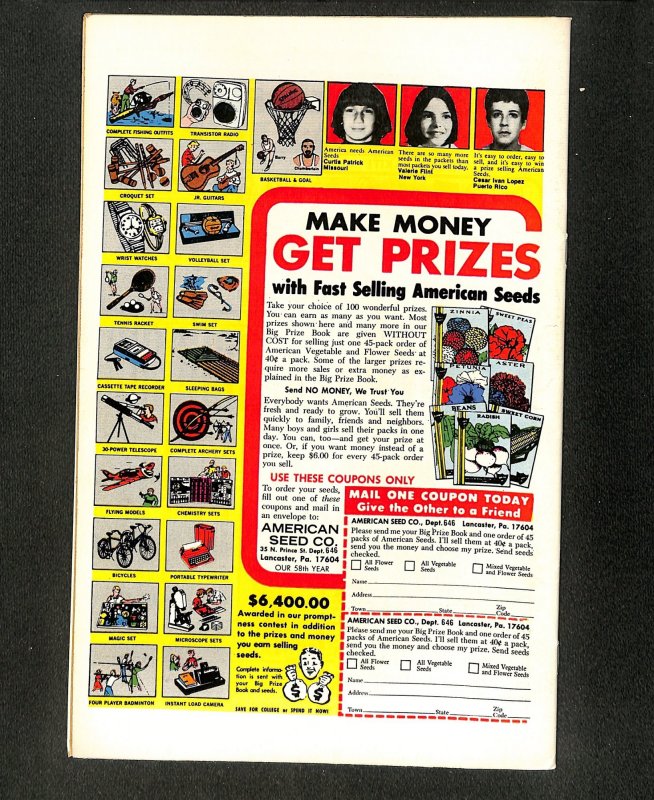 COMPLETE FISHING OUTFITS
TRANSISTOR RADIO
BASKETBALL & GOAL
Barry
Chamberlain
America needs American
Seeds
Curtis Patrick
Missouri
There are so many more
seeds in the packets than
most packets you sell today.
Valerie Flint
New York
It's easy to order, easy to
sell, and it's easy to win
a prize selling American
Seeds.
Cesar Ivan Lopez
Puerto Rico
CROQUET SET
JR. GUITARS
WRIST WATCHES
VOLLEYBALL SET
TENNIS RACKET
SWIM SET
CASSETTE TAPE RECORDER
SLEEPING BAGS
30-POWER TELESCOPE
COMPLETE ARCHERY SETS
FLYING MODELS
CHEMISTRY SETS
BICYCLES
PORTABLE TYPEWRITER
MAGIC SET
MICROSCOPE SETS
FOUR PLAYER BADMINTON
INSTANT LOAD CAMERA
MAKE MONEY
GET PRIZES
with Fast Selling American Seeds
Take your choice of 100 wonderful prizes.
You can earn as many as you want. Most
prizes shown here and many more in our
Big Prize Book are given WITHOUT
COST for selling just one 45-pack order of
American Vegetable and Flower Seeds at
40¢ a pack. Some of the larger prizes re-
quire more sales or extra money as ex-
plained in the Big Prize Book.
Send NO MONEY, We Trust You
Everybody wants American Seeds. They're
fresh and ready to grow. You'll sell them
quickly to family, friends and neighbors.
Many boys and girls sell their packs in one
day. You can, too—and get your prize at
once. Or, if you want money instead of a
prize, keep $6.00 for every 45-pack order
you sell.
ZINNIA
SWEET PEAS
PETUNIA
ASTER
BEANS
RADISH
SWEET CORN
USE THESE COUPONS ONLY
To order your seeds,
fill out one of these
coupons and mail in
an envelope to:
AMERICAN
SEED CO.
35 N. Prince St. Dept. 646
Lancaster, Pa. 17604
OUR 58th YEAR
MAIL ONE COUPON TODAY
Give the Other to a Friend
AMERICAN SEED CO., Dept. 646 Lancaster, Pa. 17604
Please send me your Big Prize Book and one order of 45
packs of American Seeds. I'll sell them at 40¢ a pack,
send you the money and choose my prize. Send seeds
checked.
All Flower
Seeds
All Vegetable
Seeds
Mixed Vegetable
and Flower Seeds
Name
Address
Town State Zip Code
AMERICAN SEED CO., Dept. 646 Lancaster, Pa. 17604
Please send me your Big Prize Book and one order of 45
packs of American Seeds. I'll sell them at 40¢ a pack,
send you the money and choose my prize. Send seeds
checked.
All Flower
Seeds
All Vegetable
Seeds
Mixed Vegetable
and Flower Seeds
Name
Address
Town State Zip Code
$6,400.00
Awarded in our prompt-
ness contest in addition
to the prizes and money
you earn selling
seeds.
Complete informa-
tion is sent with
your Big Prize
Book and seeds.
$
$
SAVE FOR COLLEGE or SPEND IT NOW!